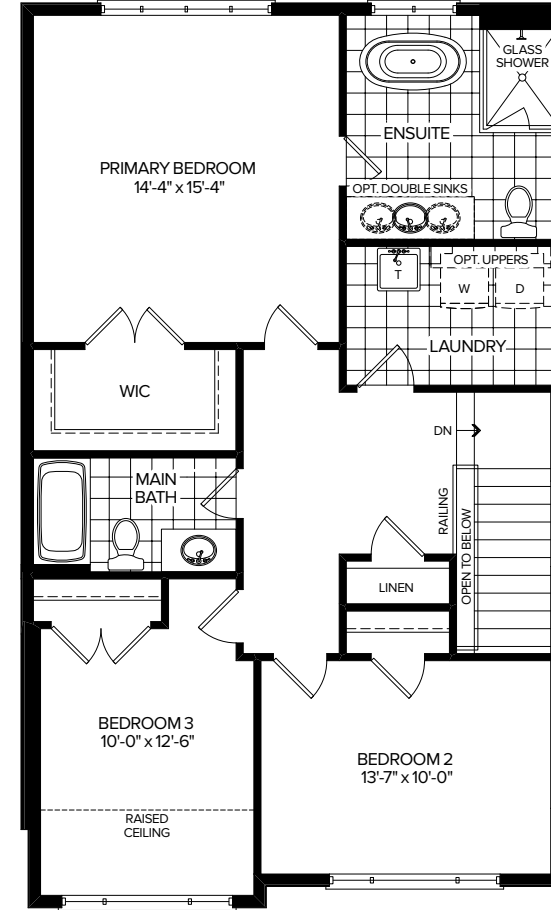 GLASS
SHOWER
ENSUITE
PRIMARY BEDROOM
14'-4" x 15'-4"
OPT. DOUBLE SINKS
OPT. UPPERS
T
W
D
LAUNDRY
WIC
DN
MAIN
BATH
RAILING
OPEN TO BELOW
LINEN
BEDROOM 3
10'-0" x 12'-6"
BEDROOM 2
13'-7" x 10'-0"
RAISED
CEILING